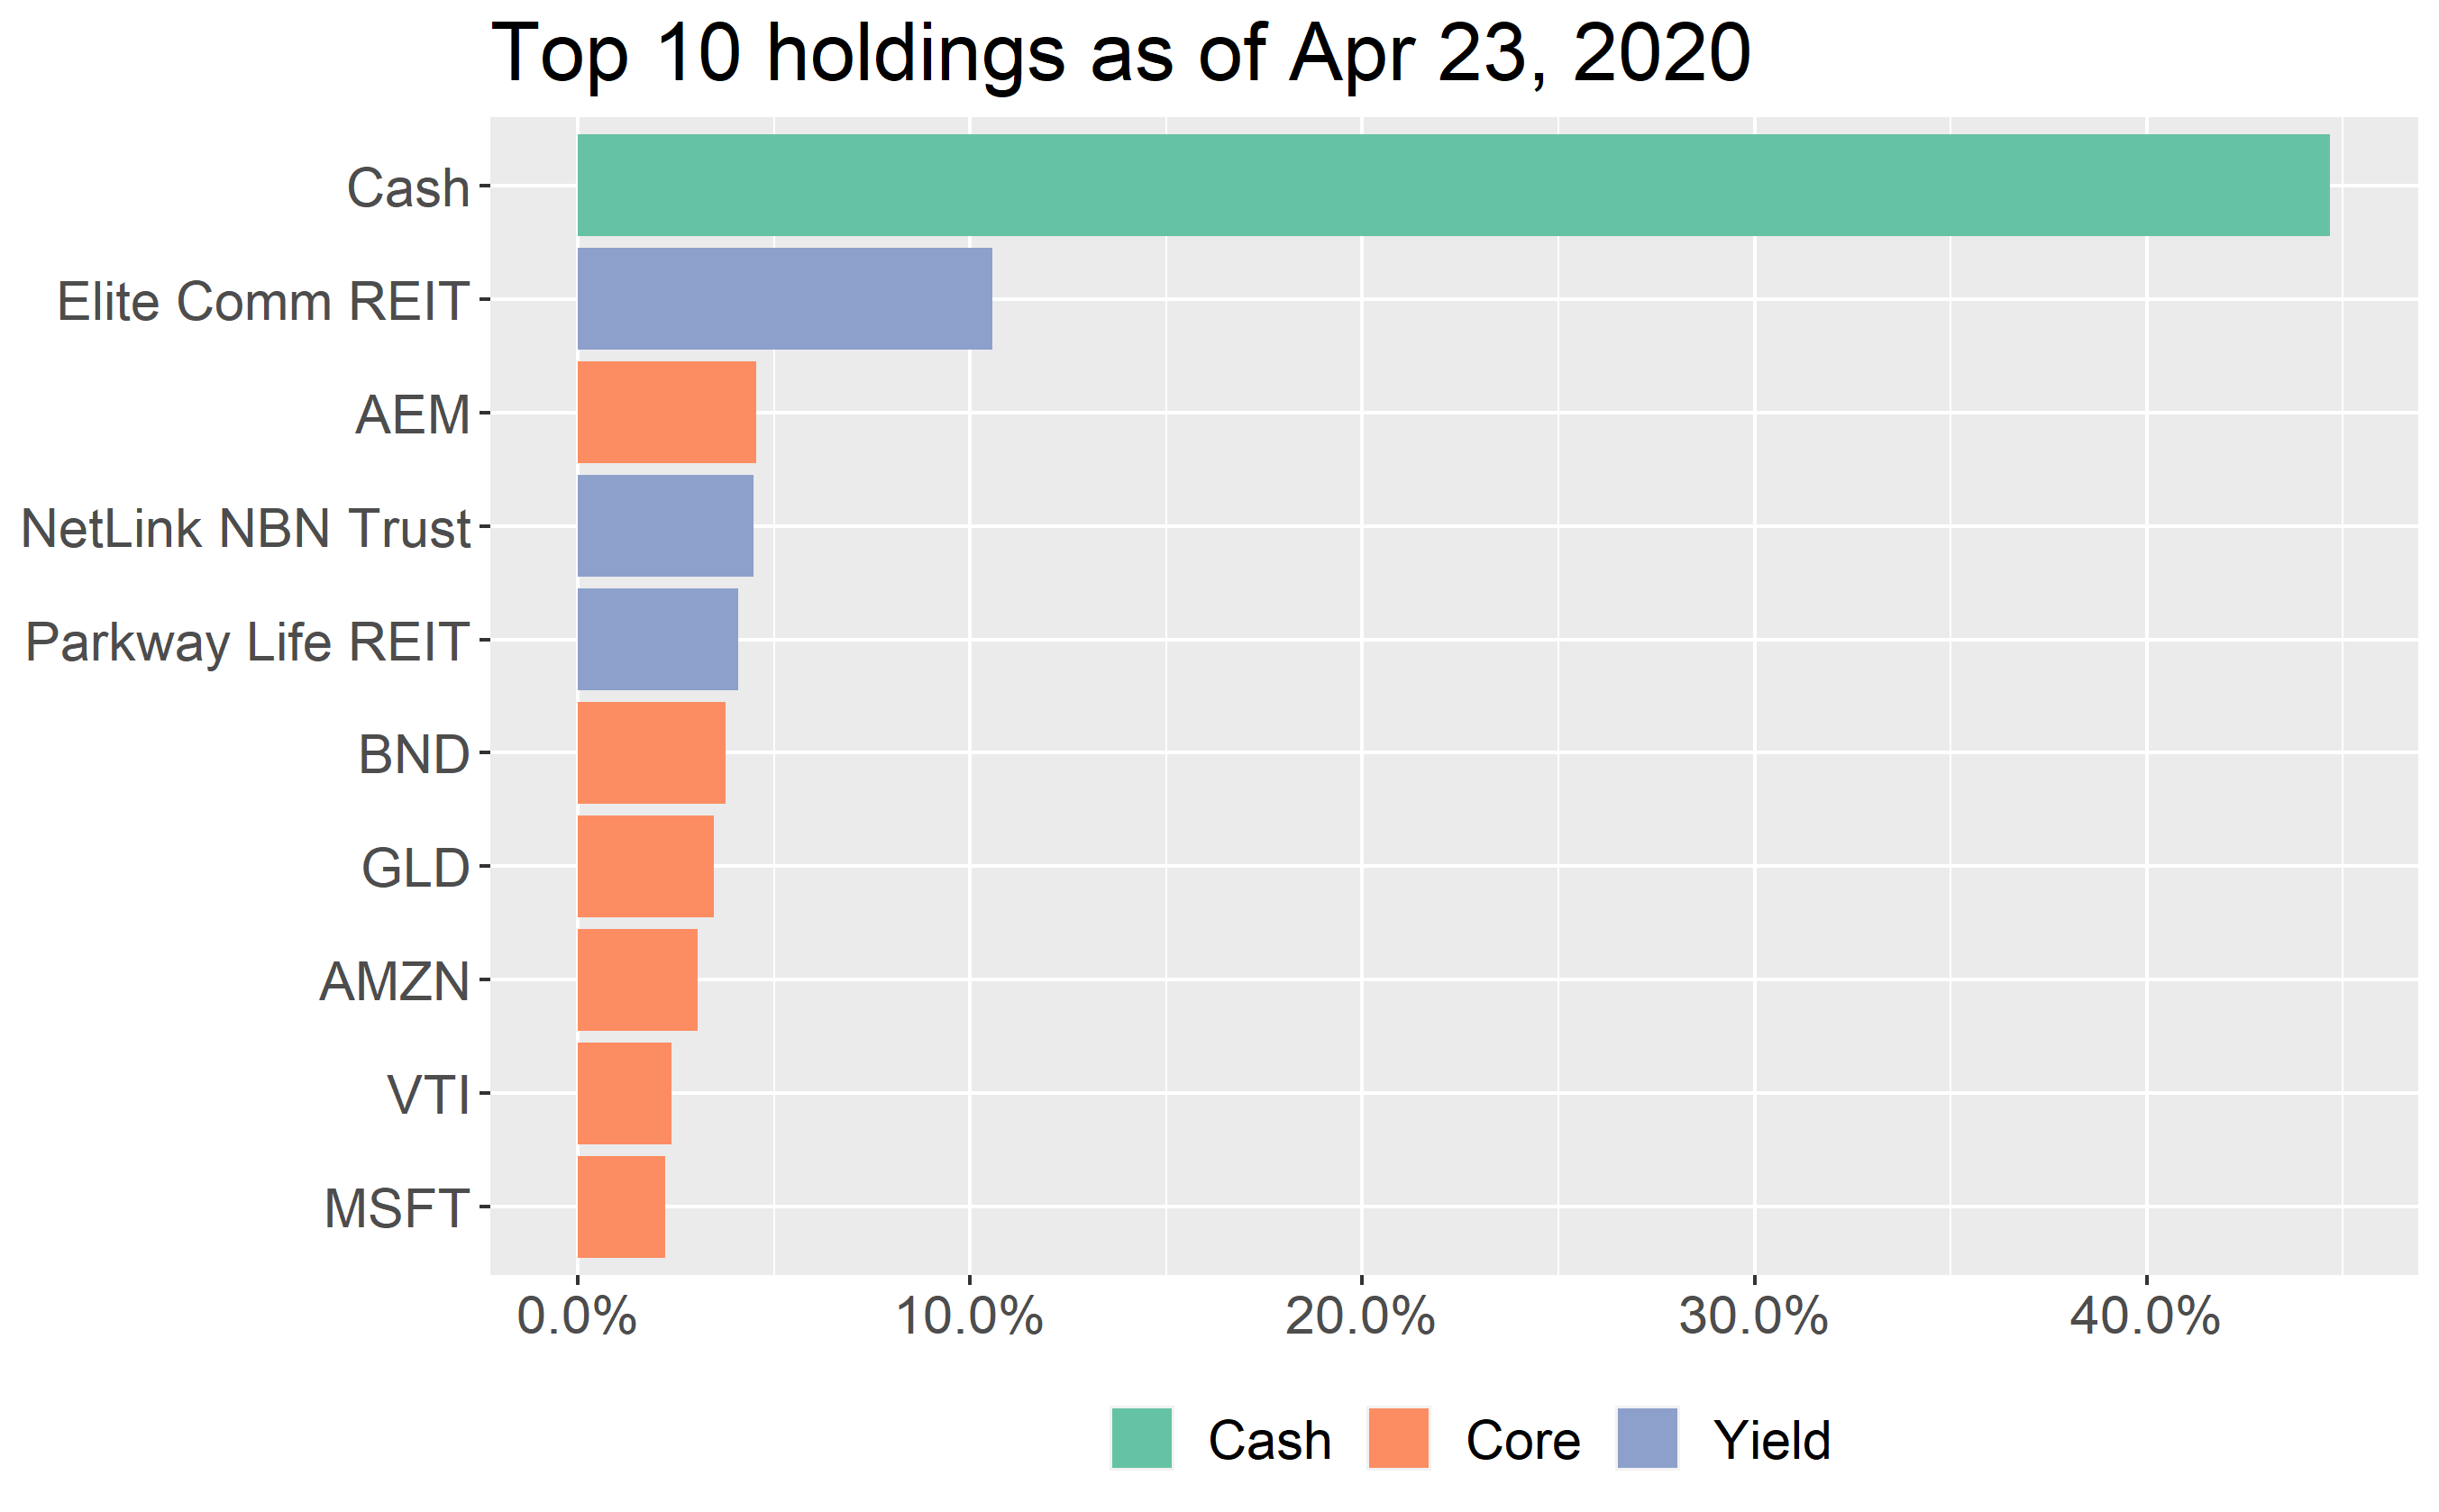 Top 10 holdings as of Apr 23, 2020
Cash
Elite Comm REIT
AEM
NetLink NBN Trust
Parkway Life REIT
BND
GLD
AMZN
VTI
MSFT
0.0% 10.0% 20.0% 30.0% 40.0%
Cash Core Yield